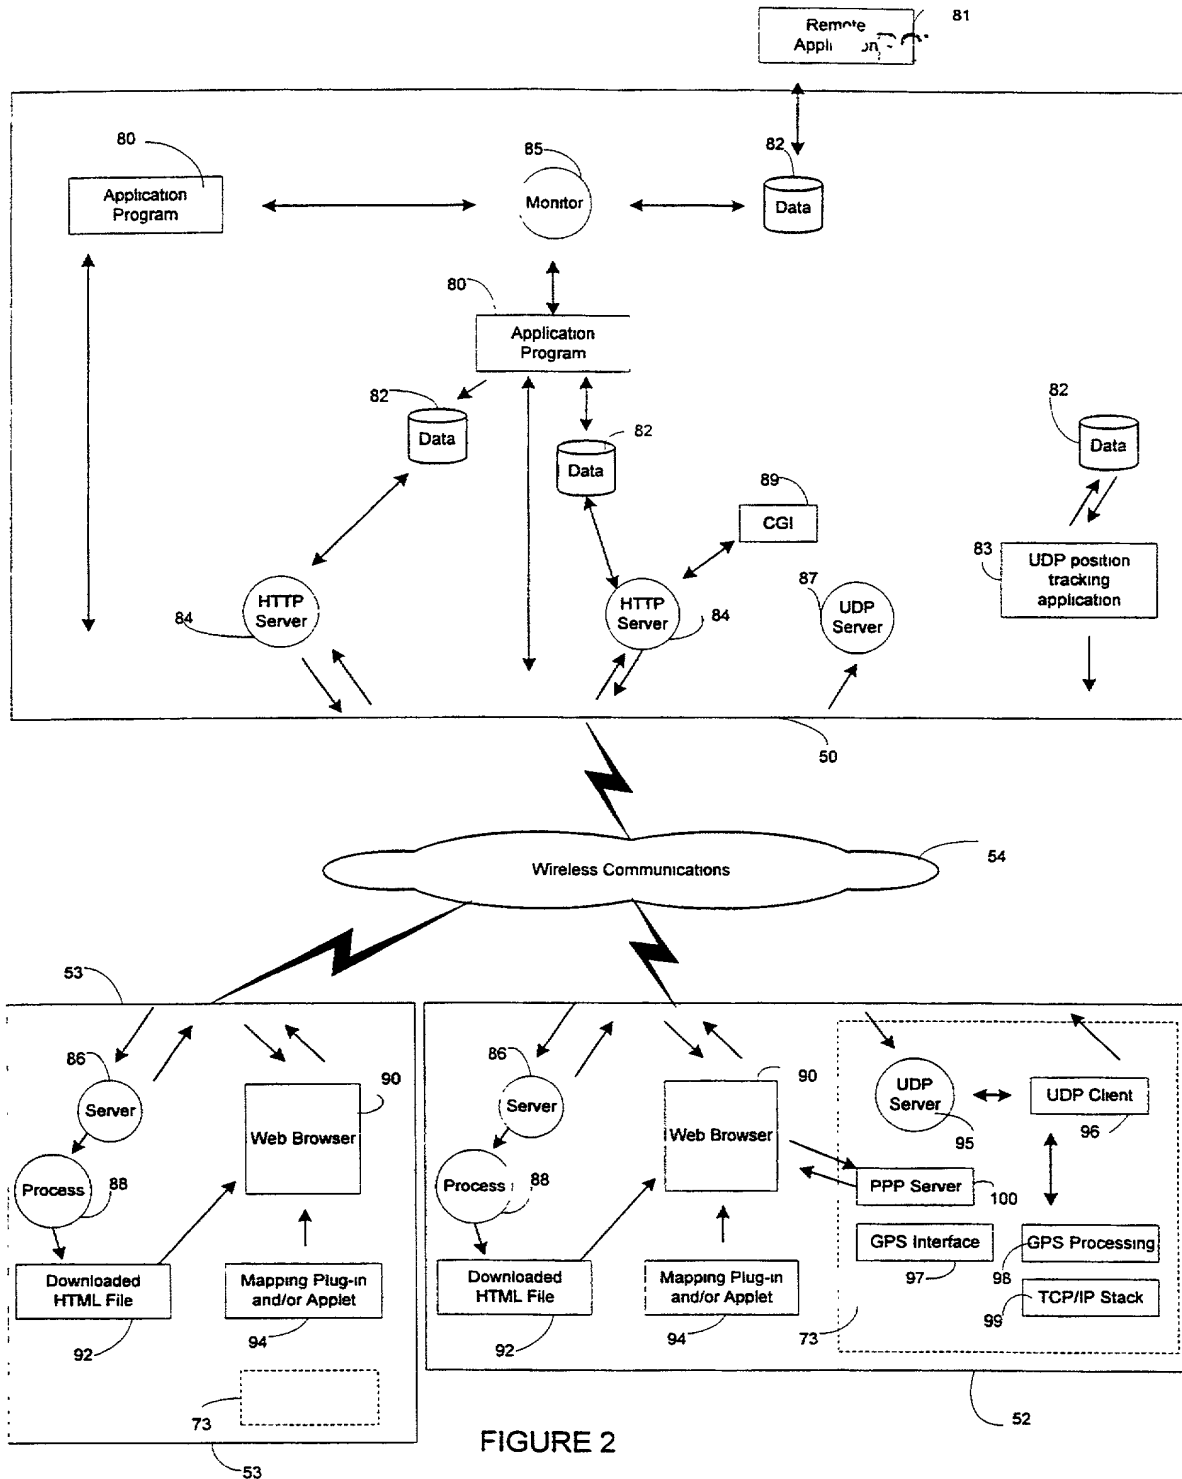 81
Remote
Application
80
85
82
Application
Program
Monitor
Data
80
Application
Program
82
Data
82
Data
82
Data
89
CGI
83
UDP position
tracking
application
87
UDP
Server
HTTP
Server
84
HTTP
Server
84
50
Wireless Communications
54
53
86
Server
90
Web Browser
Process
88
Downloaded
HTML File
92
Mapping Plug-in
and/or Applet
94
73
53
86
Server
90
Web Browser
Process
88
Downloaded
HTML File
92
Mapping Plug-in
and/or Applet
94
UDP
Server
95
UDP Client
96
PPP Server
100
GPS Interface
97
GPS Processing
98
TCP/IP Stack
99
73
52
FIGURE 2